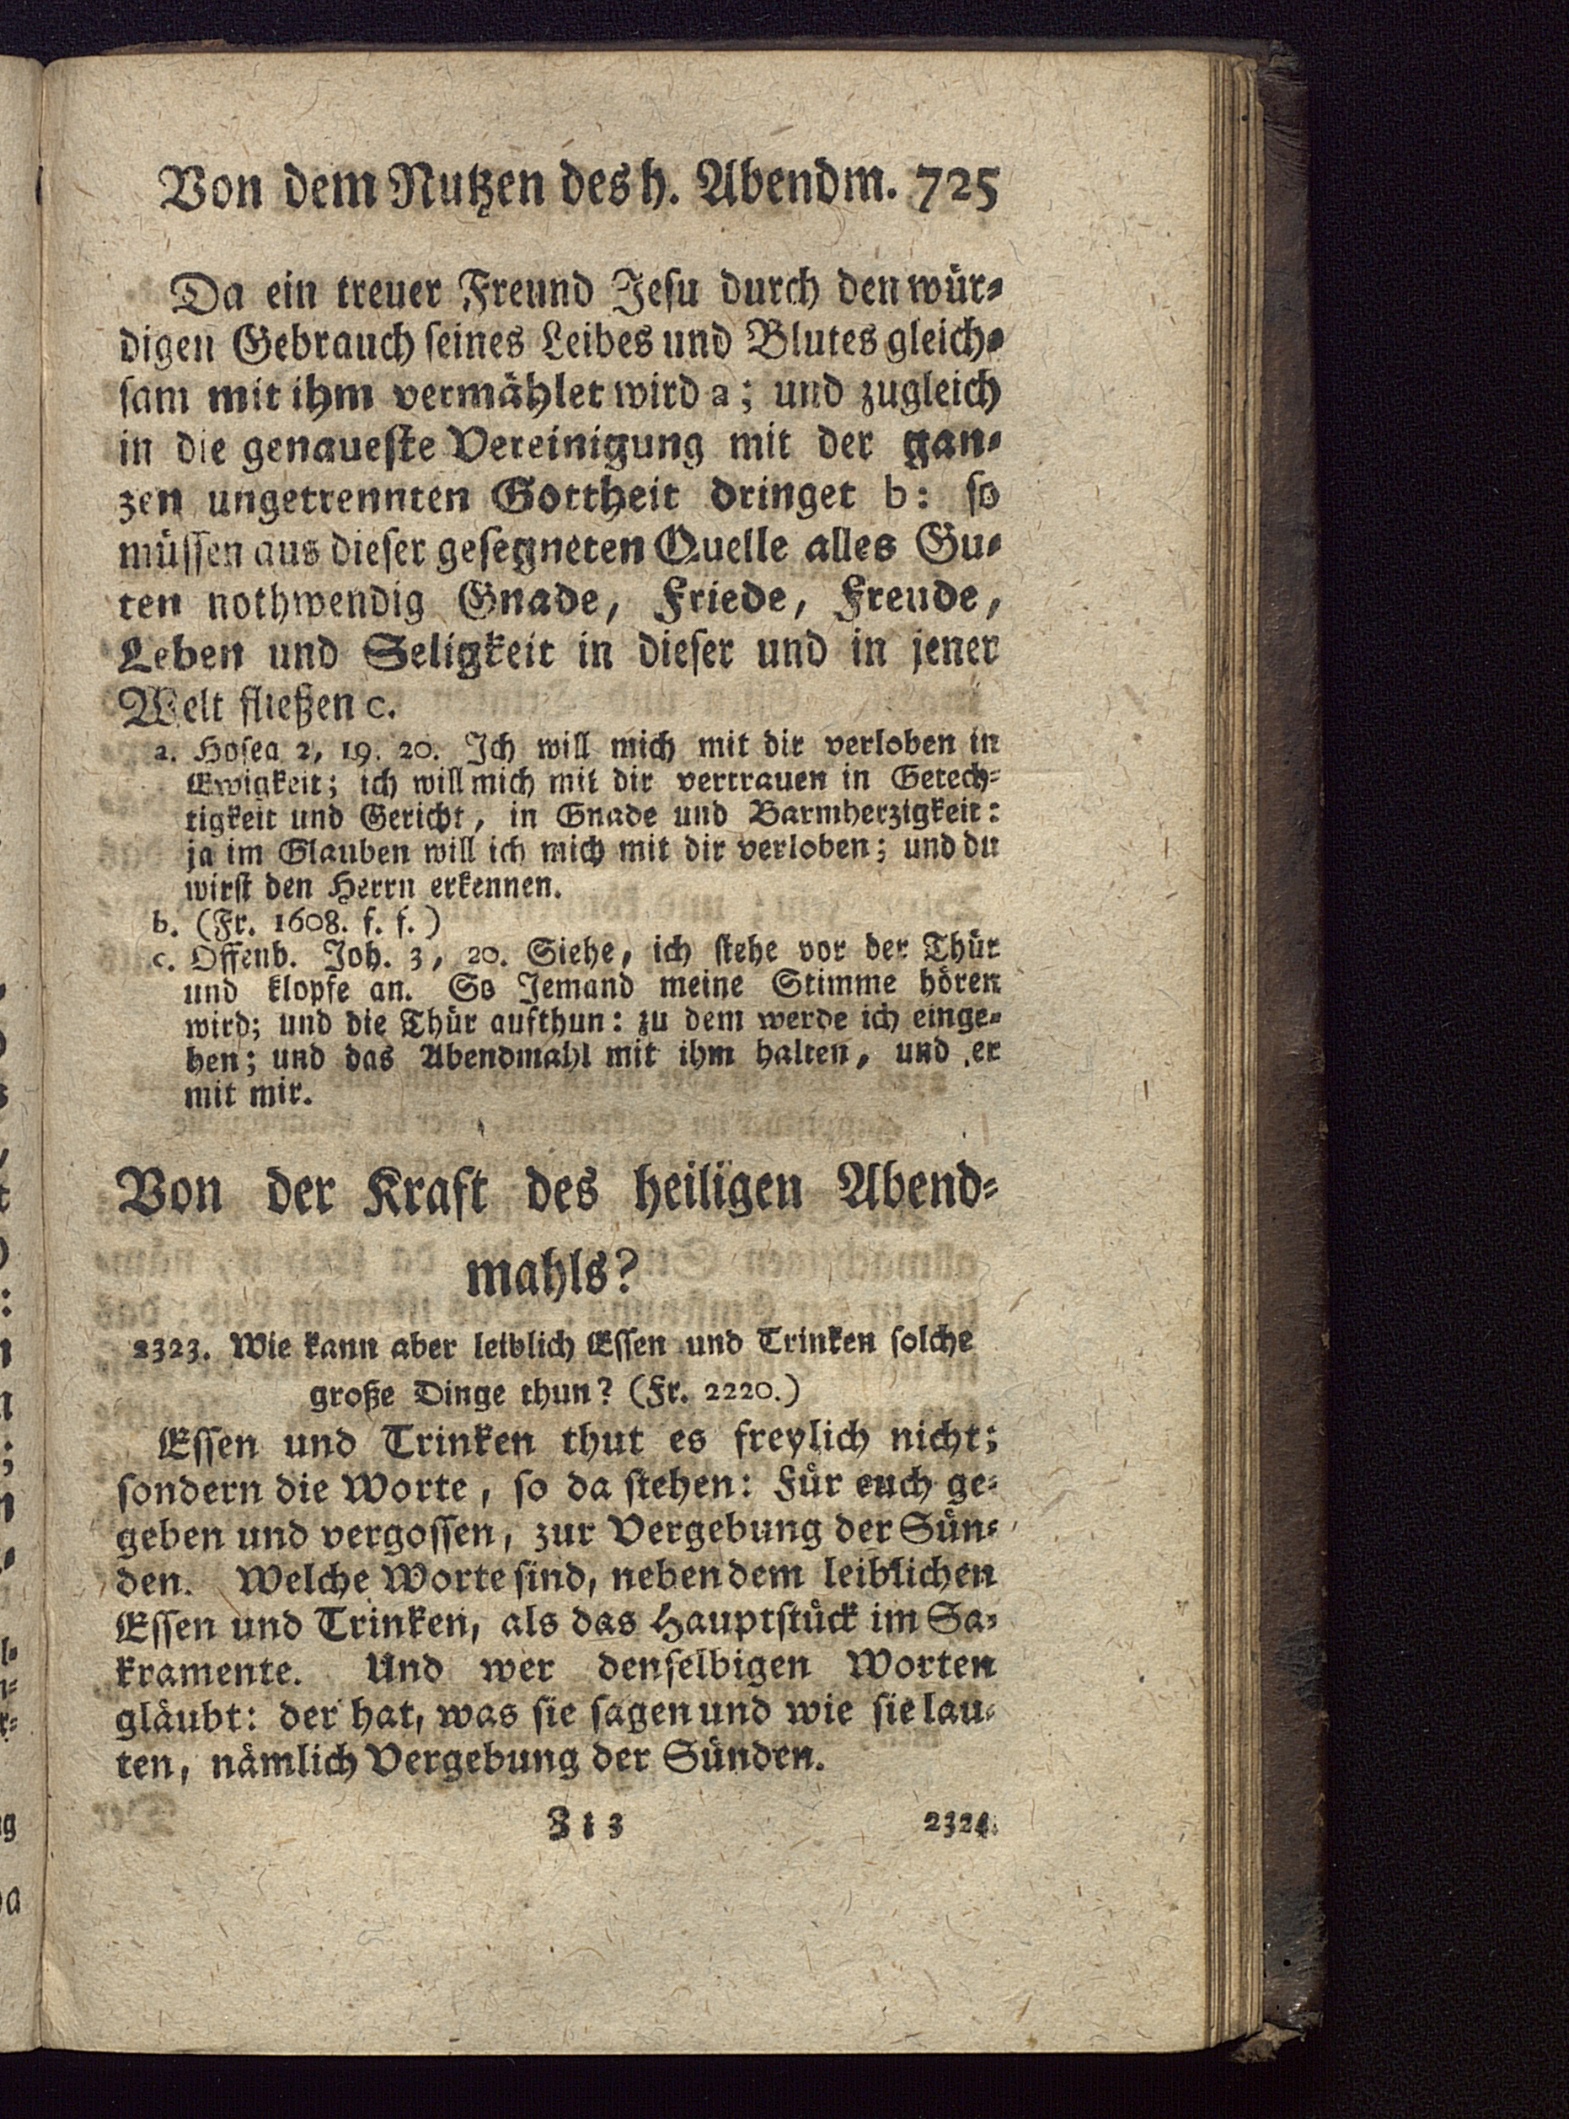 Von dem Nutzen des h. Abendm. 725
Da ein treuer Freund Jesu durch den wür-
digen Gebrauch seines Leibes und Blutes gleich-
sam mit ihm vermählet wird a; und zugleich
in die genaueste Vereinigung mit der gan-
zen ungetrennten Gottheit dringet b: so
müssen aus dieser gesegneten Quelle alles Gu-
ten nothwendig Gnade, Friede, Freude,
Leben und Seligkeit in dieser und in jener
Welt fließen c.
a. Hosea 2, 19. 20. Ich will mich mit dir verloben in
Ewigkeit; ich will mich mit dir vertrauen in Gerech-
tigkeit und Gericht, in Gnade und Barmherzigkeit:
ja im Glauben will ich mich mit dir verloben; und du
wirst den Herrn erkennen.
b. (Fr. 1608. f. f.)
c. Offenb. Joh. 3, 20. Siehe, ich stehe vor der Thür
und klopfe an. So Jemand meine Stimme hören
wird; und die Thür aufthun: zu dem werde ich einge-
hen; und das Abendmahl mit ihm halten, und er
mit mir.
Von der Kraft des heiligen Abend-
mahls?
2323. Wie kann aber leiblich Essen und Trinken solche
große Dinge thun? (Fr. 2220.)
Essen und Trinken thut es freylich nicht;
sondern die Worte, so da stehen: Für euch ge-
geben und vergossen, zur Vergebung der Sün-
den. Welche Worte sind, neben dem leiblichen
Essen und Trinken, als das Hauptstück im Sa-
kramente. Und wer denselbigen Worten
gläubt: der hat, was sie sagen und wie sie lau-
ten, nämlich Vergebung der Sünden.
Z z 3 2324.